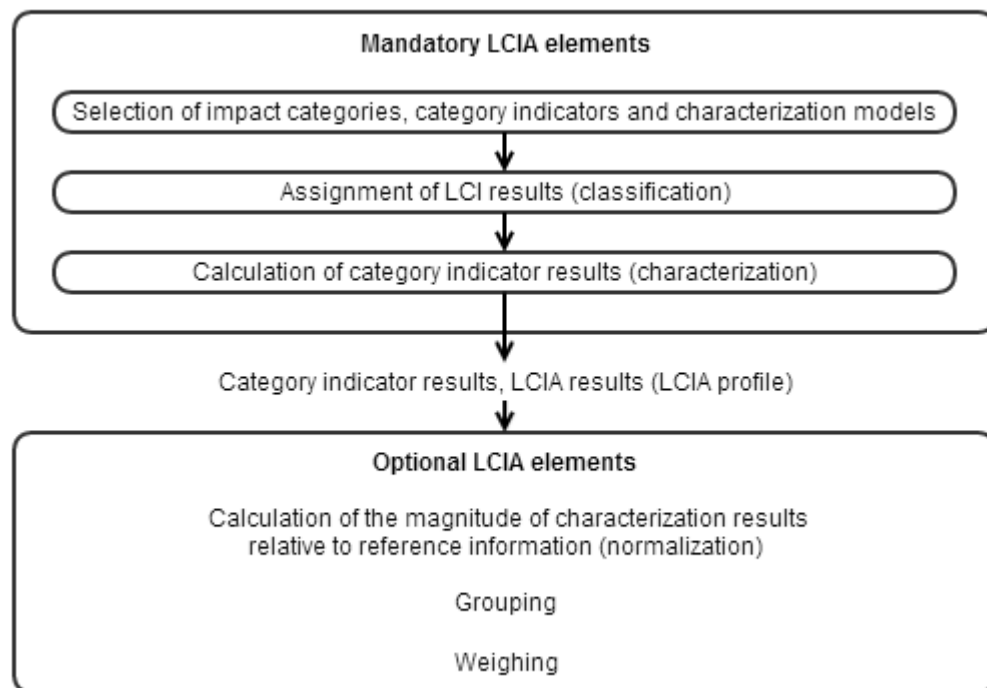 Mandatory LCIA elements
Selection of impact categories, category indicators and characterization models
Assignment of LCI results (classification)
Calculation of category indicator results (characterization)
Category indicator results, LCIA results (LCIA profile)
Optional LCIA elements
Calculation of the magnitude of characterization results
relative to reference information (normalization)
Grouping
Weighing